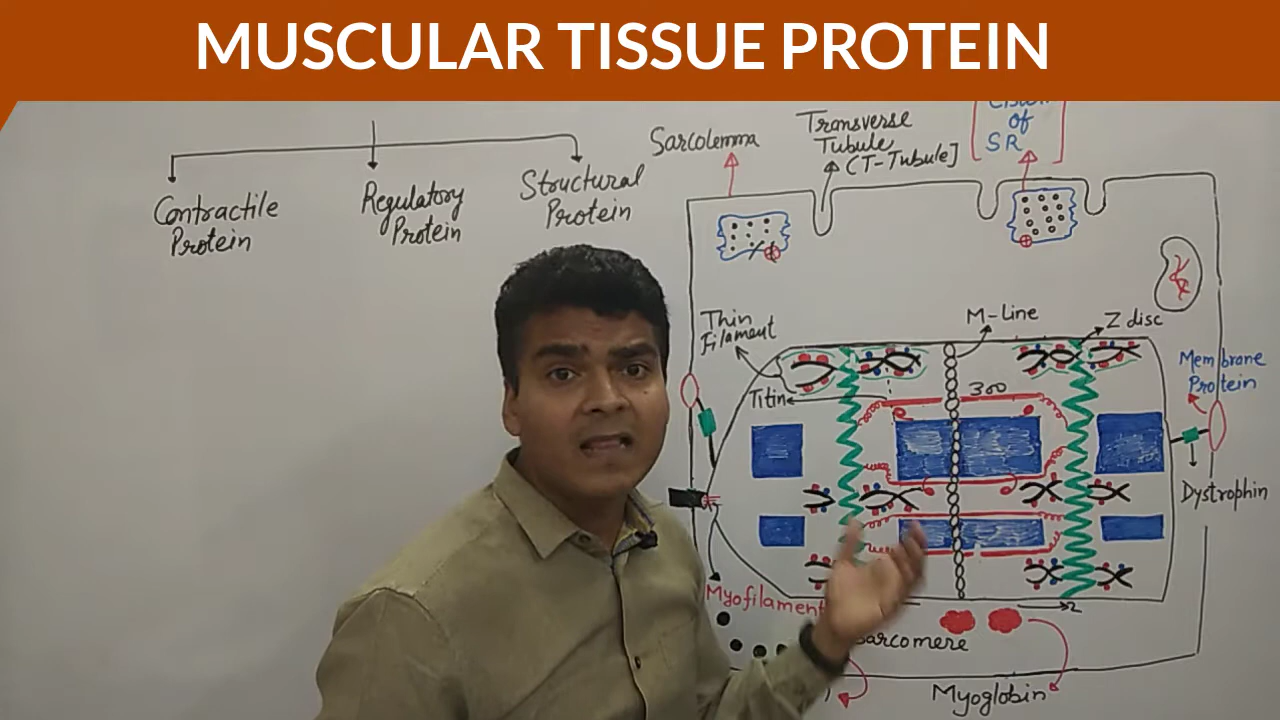 MUSCULAR TISSUE PROTEIN
Contractile
Protein
Regulatory
Protein
Structural
Protein
Sarcolemma
Transverse
Tubule
(T-Tubule]
of
SR
Thin
Filament
M-Line
Z disc
Titin
300
Membrane
Protein
Dystrophin
Myofilament
Sarcomere
Myoglobin